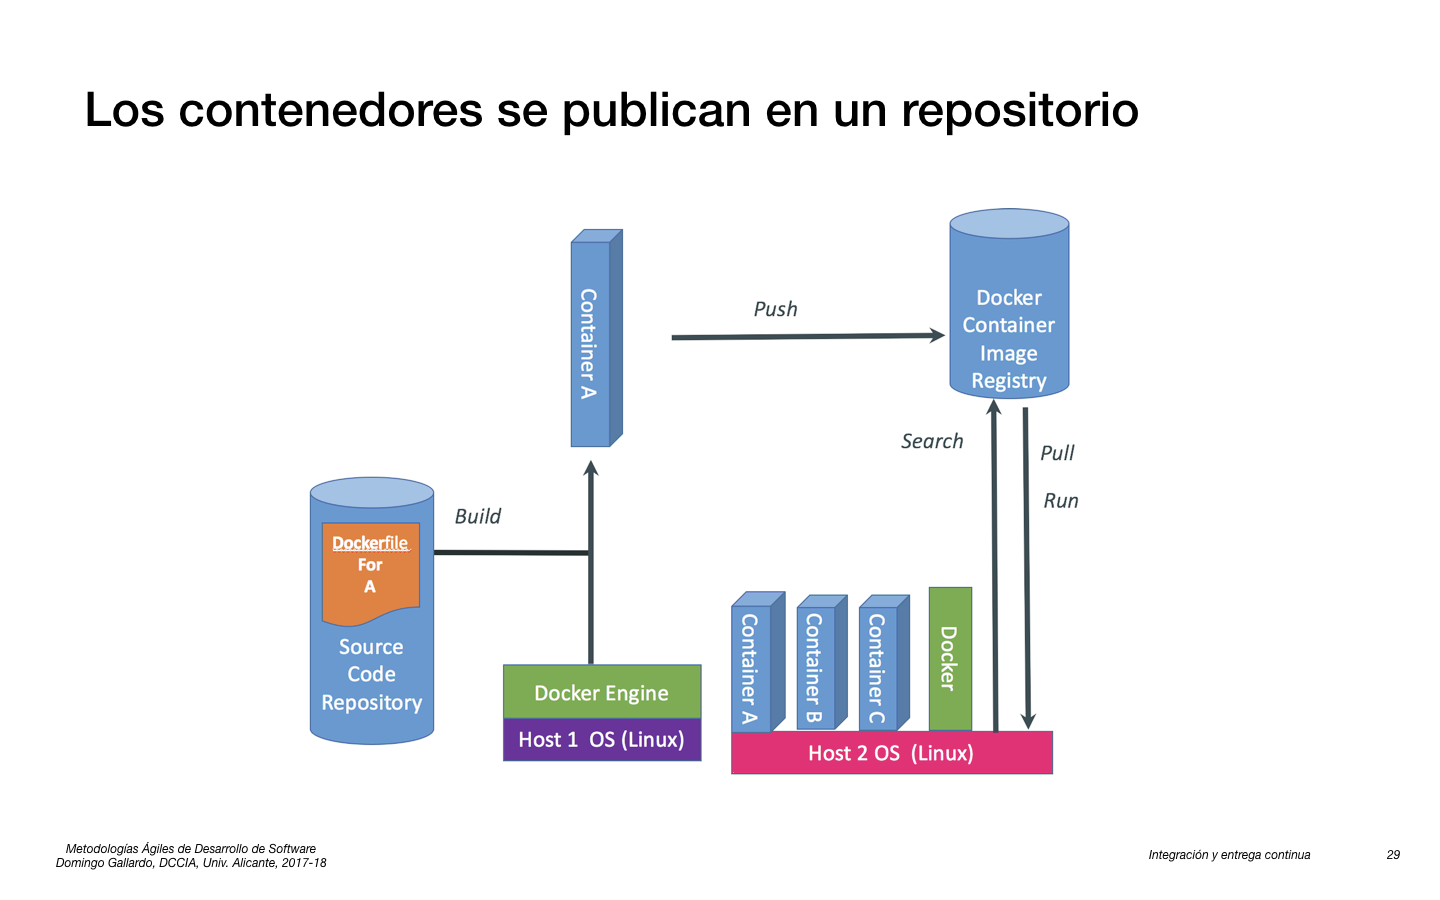 Los contenedores se publican en un repositorio
Container A
Push
Docker
Container
Image
Registry
Search
Pull
Run
Build
Dockerfile
For
A
Source
Code
Repository
Docker Engine
Host 1  OS (Linux)
Container A
Container B
Container C
Docker
Host 2 OS  (Linux)
Metodologías Ágiles de Desarrollo de Software
Domingo Gallardo, DCCIA, Univ. Alicante, 2017-18
Integración y entrega continua
29